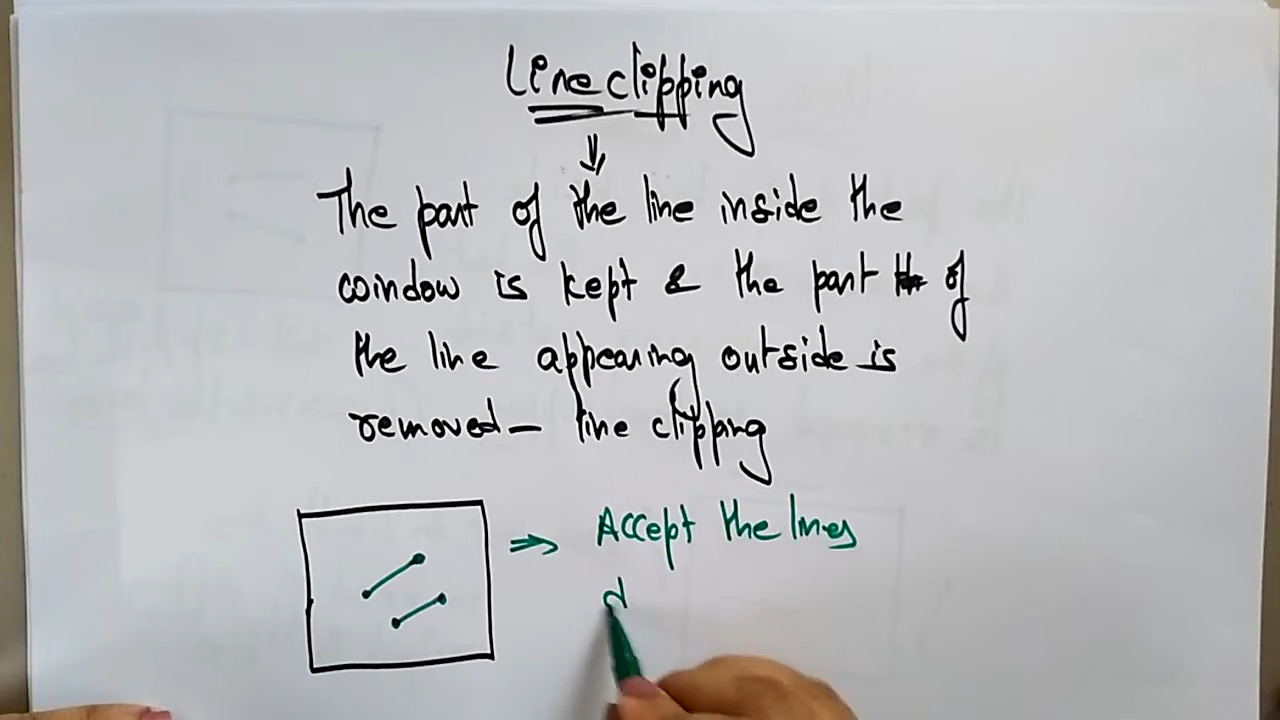 Line clipping
The part of the line inside the
window is kept & the part of
the line appearing outside is
removed - line clipping
Accept the lines
d